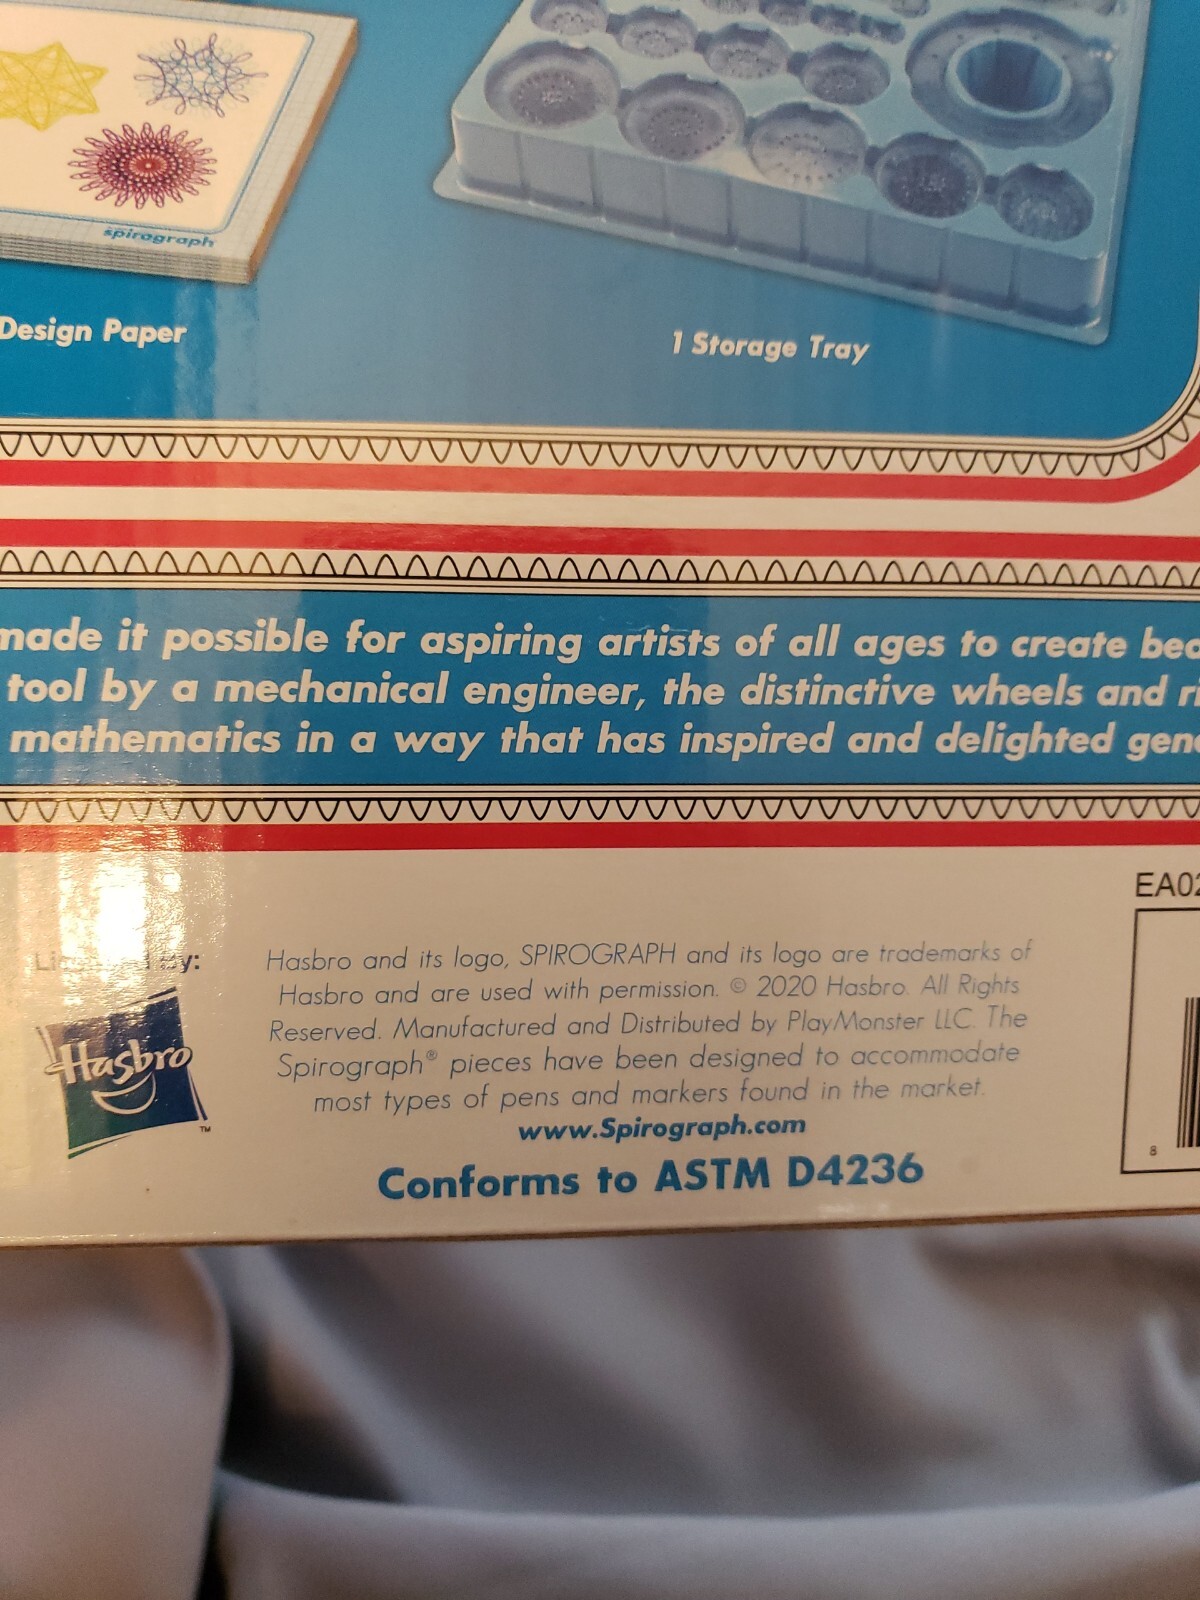 spirograph
Design Paper
1 Storage Tray
made it possible for aspiring artists of all ages to create
tool by a mechanical engineer, the distinctive wheels and
mathematics in a way that has inspired and delighted
EA02
by:
Hasbro
TM
Hasbro and its logo, SPIROGRAPH and its logo are trademarks of
Hasbro and are used with permission. © 2020 Hasbro. All Rights
Reserved. Manufactured and Distributed by PlayMonster LLC. The
Spirograph® pieces have been designed to accommodate
most types of pens and markers found in the market.
www.Spirograph.com
Conforms to ASTM D4236
8